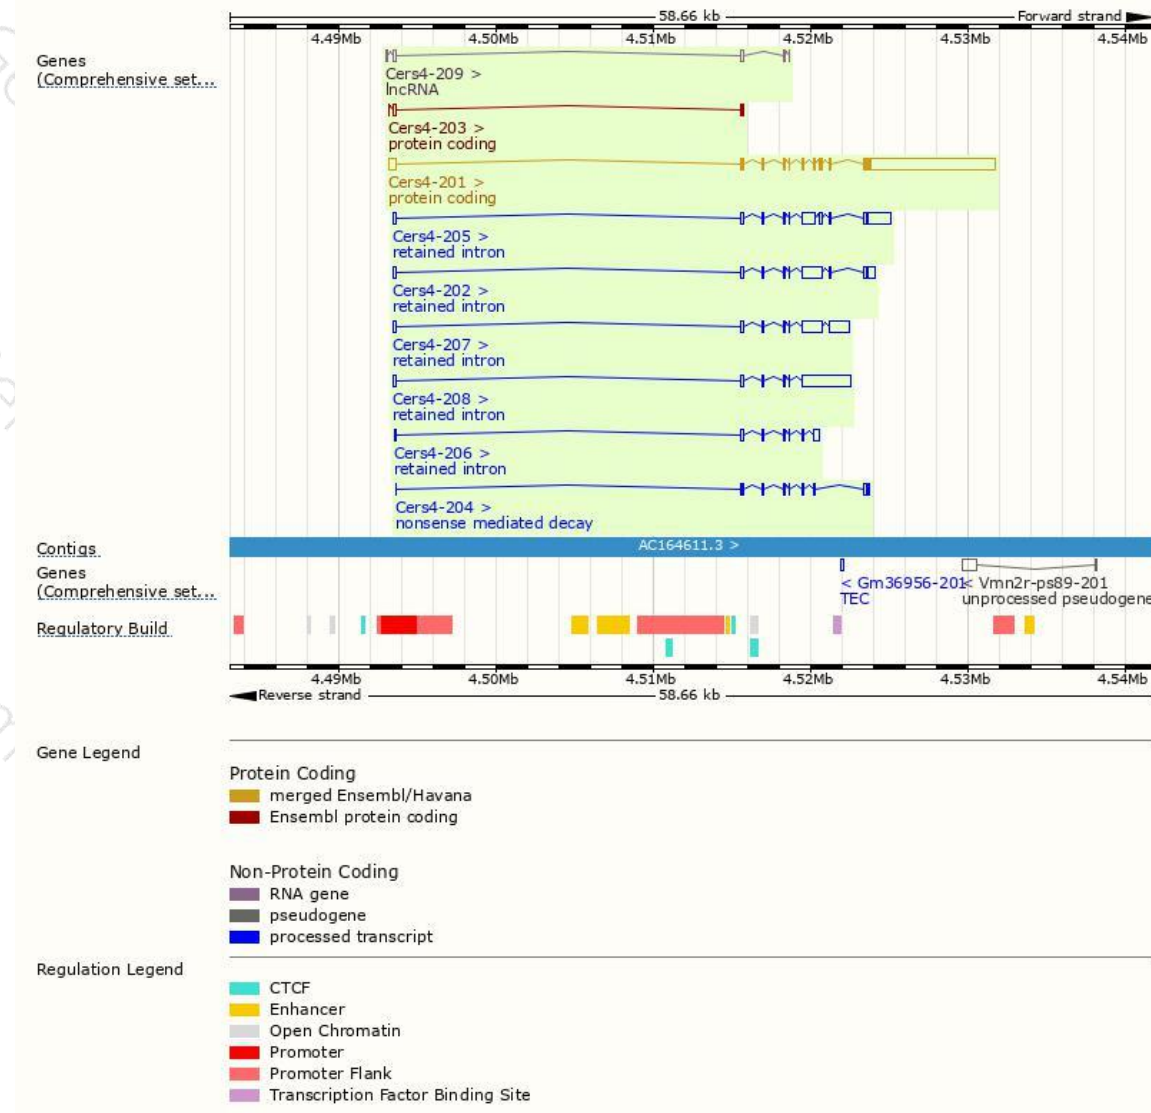 58.66 kb Forward strand
4.49Mb 4.50Mb 4.51Mb 4.52Mb 4.53Mb 4.54Mb
Genes
(Comprehensive set...
Cers4-209 >
lncRNA
Cers4-203 >
protein coding
Cers4-201 >
protein coding
Cers4-205 >
retained intron
Cers4-202 >
retained intron
Cers4-207 >
retained intron
Cers4-208 >
retained intron
Cers4-206 >
retained intron
Cers4-204 >
nonsense mediated decay
Contigs AC164611.3 >
Genes
(Comprehensive set...
< Gm36956-201 < Vmn2r-ps89-201
TEC unprocessed pseudogene
Regulatory Build
4.49Mb 4.50Mb 4.51Mb 4.52Mb 4.53Mb 4.54Mb
Reverse strand 58.66 kb
Gene Legend
Protein Coding
merged Ensembl/Havana
Ensembl protein coding
Non-Protein Coding
RNA gene
pseudogene
processed transcript
Regulation Legend
CTCF
Enhancer
Open Chromatin
Promoter
Promoter Flank
Transcription Factor Binding Site